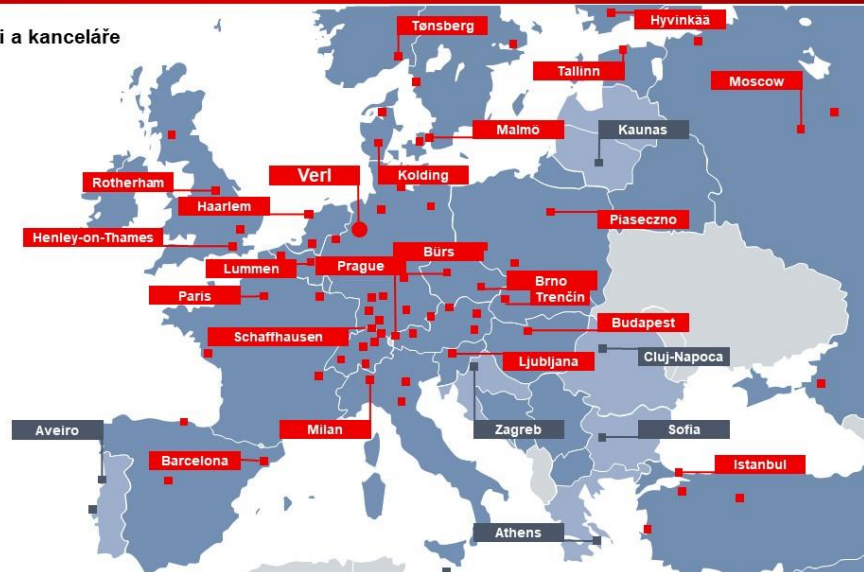 i a kanceláře
Tønsberg
Hyvinkää
Tallinn
Moscow
Malmö
Kaunas
Verl
Kolding
Rotherham
Haarlem
Piaseczno
Henley-on-Thames
Bürs
Lummen
Prague
Brno
Trenčín
Paris
Schaffhausen
Budapest
Ljubljana
Cluj-Napoca
Aveiro
Milan
Zagreb
Sofia
Barcelona
Istanbul
Athens